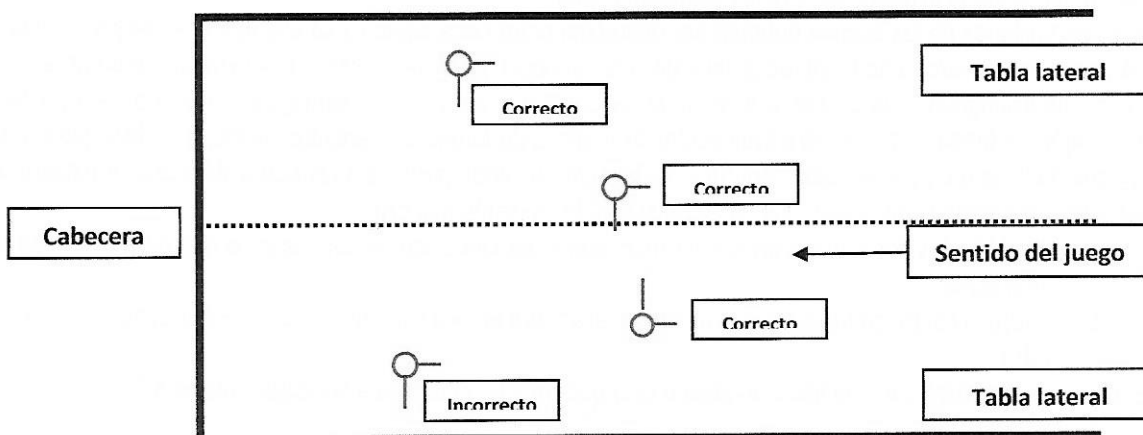 Tabla lateral
Correcto
Correcto
Cabecera
Sentido del juego
Correcto
Incorrecto
Tabla lateral